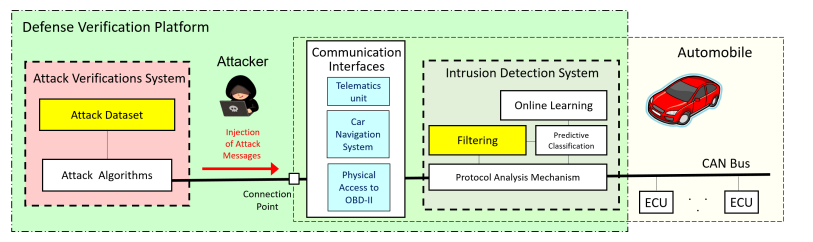 Defense Verification Platform
Attack Verifications System
Attack Dataset
Attack Algorithms
Attacker
Injection
of Attack
Messages
Connection
Point
Communication
Interfaces
Telematics
unit
Car
Navigation
System
Physical
Access to
OBD-II
Intrusion Detection System
Online Learning
Filtering
Predictive
Classification
Protocol Analysis Mechanism
Automobile
CAN Bus
ECU
. . .
ECU